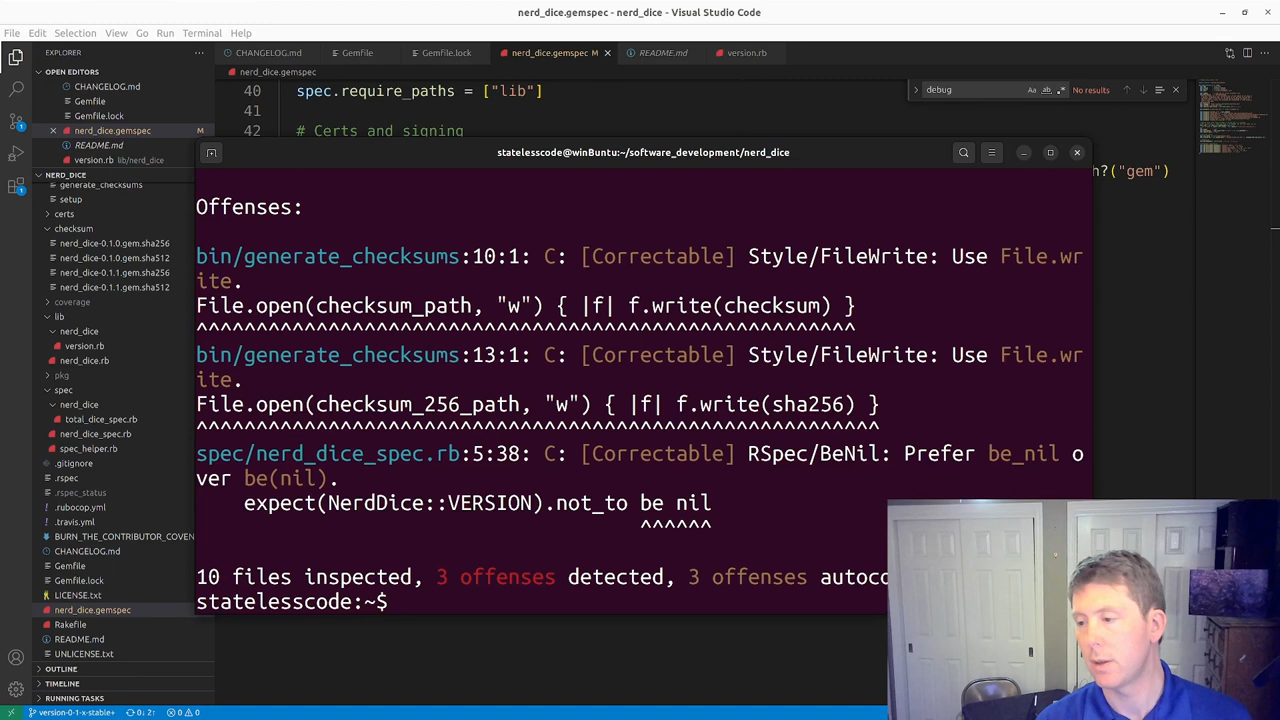 nerd_dice.gemspec - nerd_dice - Visual Studio Code
File Edit Selection View Go Run Terminal Help
EXPLORER
CHANGELOG.md
Gemfile
Gemfile.lock
nerd_dice.gemspec M
README.md
version.rb
OPEN EDITORS
CHANGELOG.md
Gemfile
Gemfile.lock
nerd_dice.gemspec M
README.md
version.rb lib/nerd_dice
NERD_DICE
generate_checksums
setup
certs
checksum
nerd_dice-0.1.0.gem.sha256
nerd_dice-0.1.0.gem.sha512
nerd_dice-0.1.1.gem.sha256
nerd_dice-0.1.1.gem.sha512
coverage
lib
nerd_dice
version.rb
nerd_dice.rb
pkg
spec
nerd_dice
total_dice_spec.rb
nerd_dice_spec.rb
spec_helper.rb
.gitignore
.rspec
.rspec_status
.rubocop.yml
.travis.yml
BURN_THE_CONTRIBUTOR_COVEN
CHANGELOG.md
Gemfile
Gemfile.lock
LICENSE.txt
nerd_dice.gemspec M
Rakefile
README.md
UNLICENSE.txt
OUTLINE
TIMELINE
RUNNING TASKS
nerd_dice.gemspec
40 spec.require_paths = ["lib"]
41
42 # Certs and signing
h?("gem")
debug
Aa
No results
statelesscode@winBuntu:~/software_development/nerd_dice
Offenses:
bin/generate_checksums:10:1: C: [Correctable] Style/FileWrite: Use File.wr
ite.
File.open(checksum_path, "w") { |f| f.write(checksum) }
^^^^^^^^^^^^^^^^^^^^^^^^^^^^^^^^^^^^^^^^^^^^^^^^^^^^^^^
bin/generate_checksums:13:1: C: [Correctable] Style/FileWrite: Use File.wr
ite.
File.open(checksum_256_path, "w") { |f| f.write(sha256) }
^^^^^^^^^^^^^^^^^^^^^^^^^^^^^^^^^^^^^^^^^^^^^^^^^^^^^^^^^
spec/nerd_dice_spec.rb:5:38: C: [Correctable] RSpec/BeNil: Prefer be_nil o
ver be(nil).
expect(NerdDice::VERSION).not_to be nil
^^^^^^
10 files inspected, 3 offenses detected, 3 offenses autoco
statelesscode:~$
version-0-1-x-stable+ 0↓ 2↑ 0 0